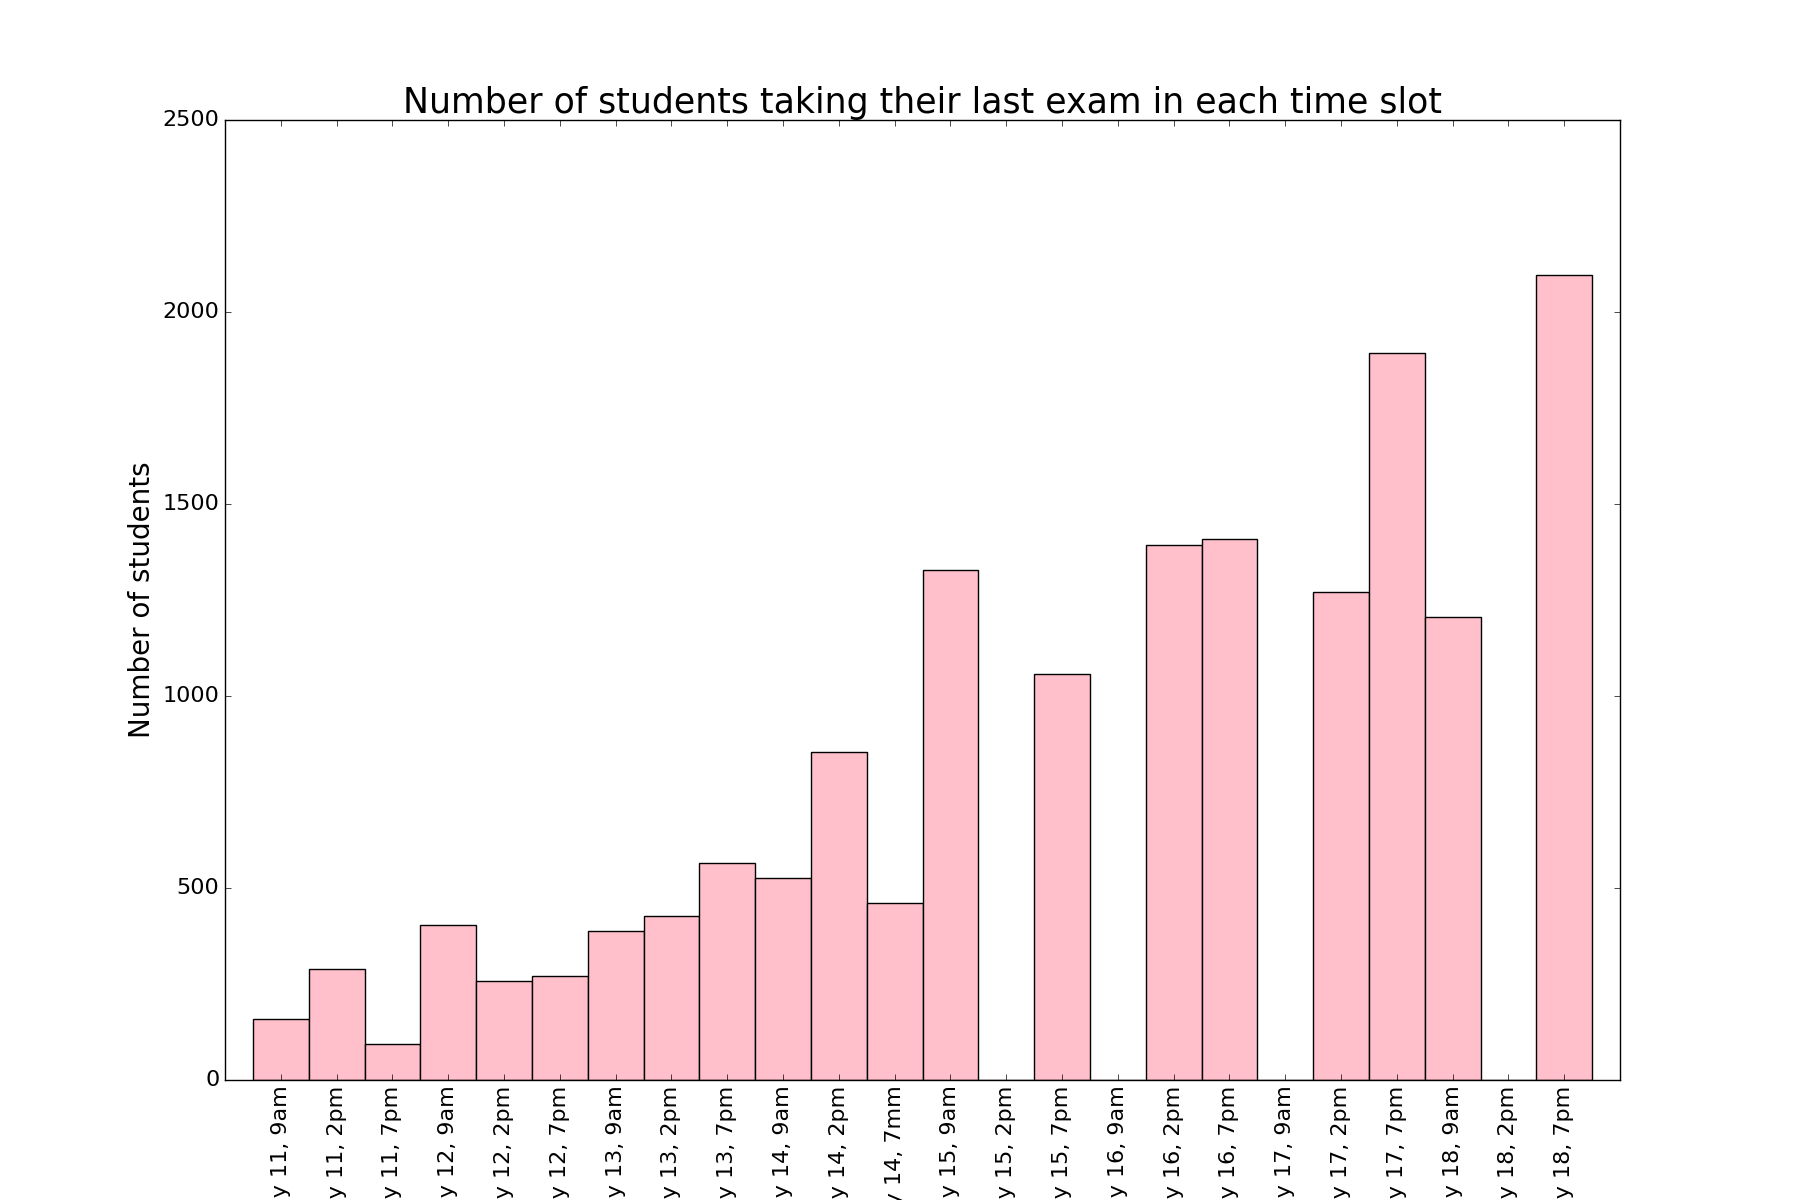 Number of students taking their last exam in each time slot
Number of students
2500
2000
1500
1000
500
0
y 11, 9am
y 11, 2pm
y 11, 7pm
y 12, 9am
y 12, 2pm
y 12, 7pm
y 13, 9am
y 13, 2pm
y 13, 7pm
y 14, 9am
y 14, 2pm
y 14, 7mm
y 15, 9am
y 15, 2pm
y 15, 7pm
y 16, 9am
y 16, 2pm
y 16, 7pm
y 17, 9am
y 17, 2pm
y 17, 7pm
y 18, 9am
y 18, 2pm
y 18, 7pm